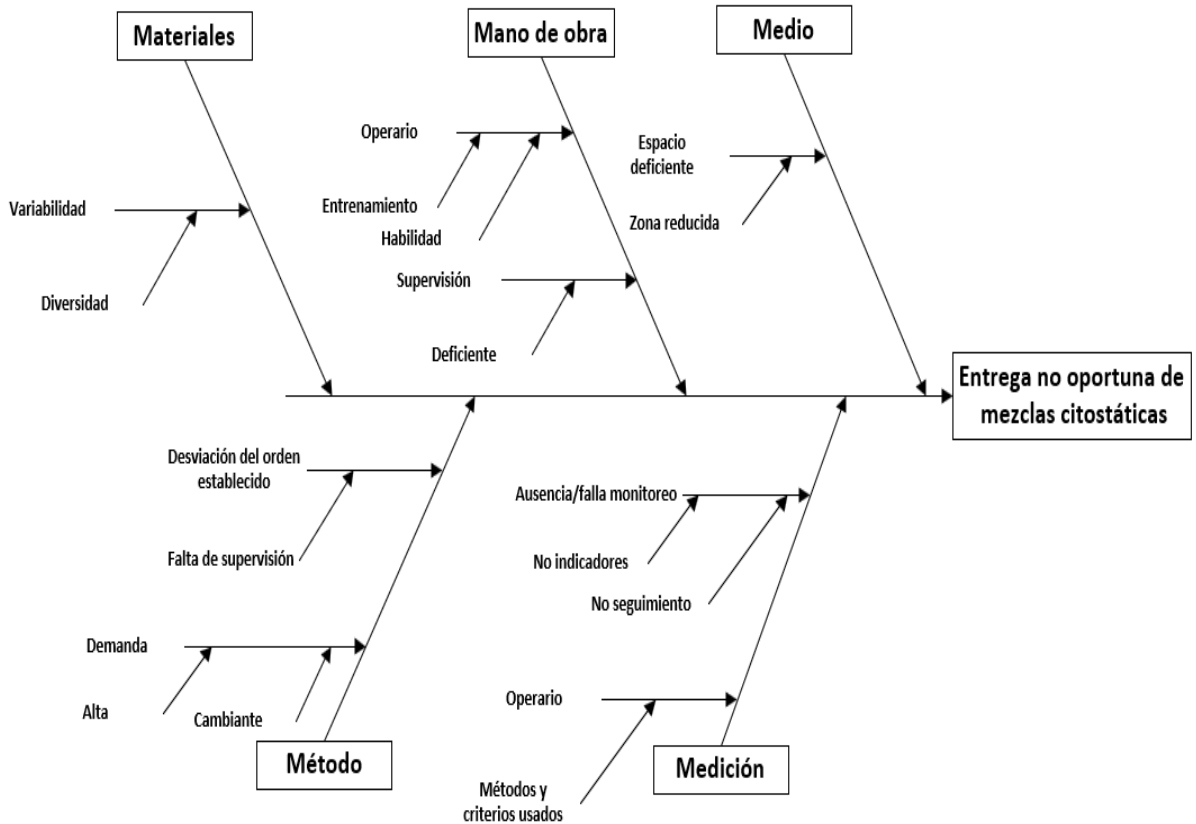 Materiales
Mano de obra
Medio
Operario
Entrenamiento
Habilidad
Espacio
deficiente
Zona reducida
Variabilidad
Diversidad
Supervisión
Deficiente
Entrega no oportuna de
mezclas citostáticas
Desviación del orden
establecido
Falta de supervisión
Ausencia/falla monitoreo
No indicadores
No seguimiento
Demanda
Alta
Cambiante
Operario
Métodos y
criterios usados
Método
Medición